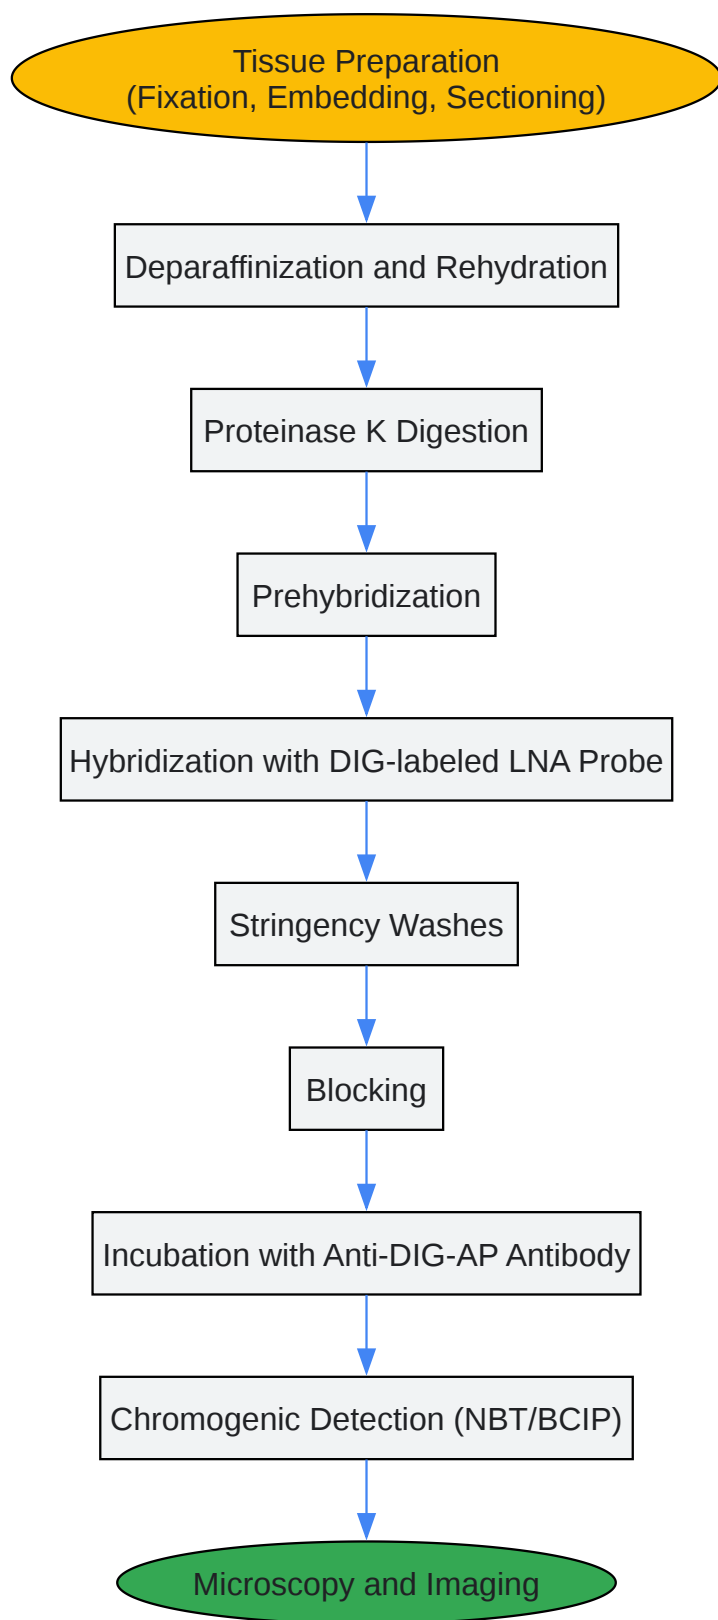 Tissue Preparation
(Fixation, Embedding, Sectioning)
Deparaffinization and Rehydration
Proteinase K Digestion
Prehybridization
Hybridization with DIG-labeled LNA Probe
Stringency Washes
Blocking
Incubation with Anti-DIG-AP Antibody
Chromogenic Detection (NBT/BCIP)
Microscopy and Imaging